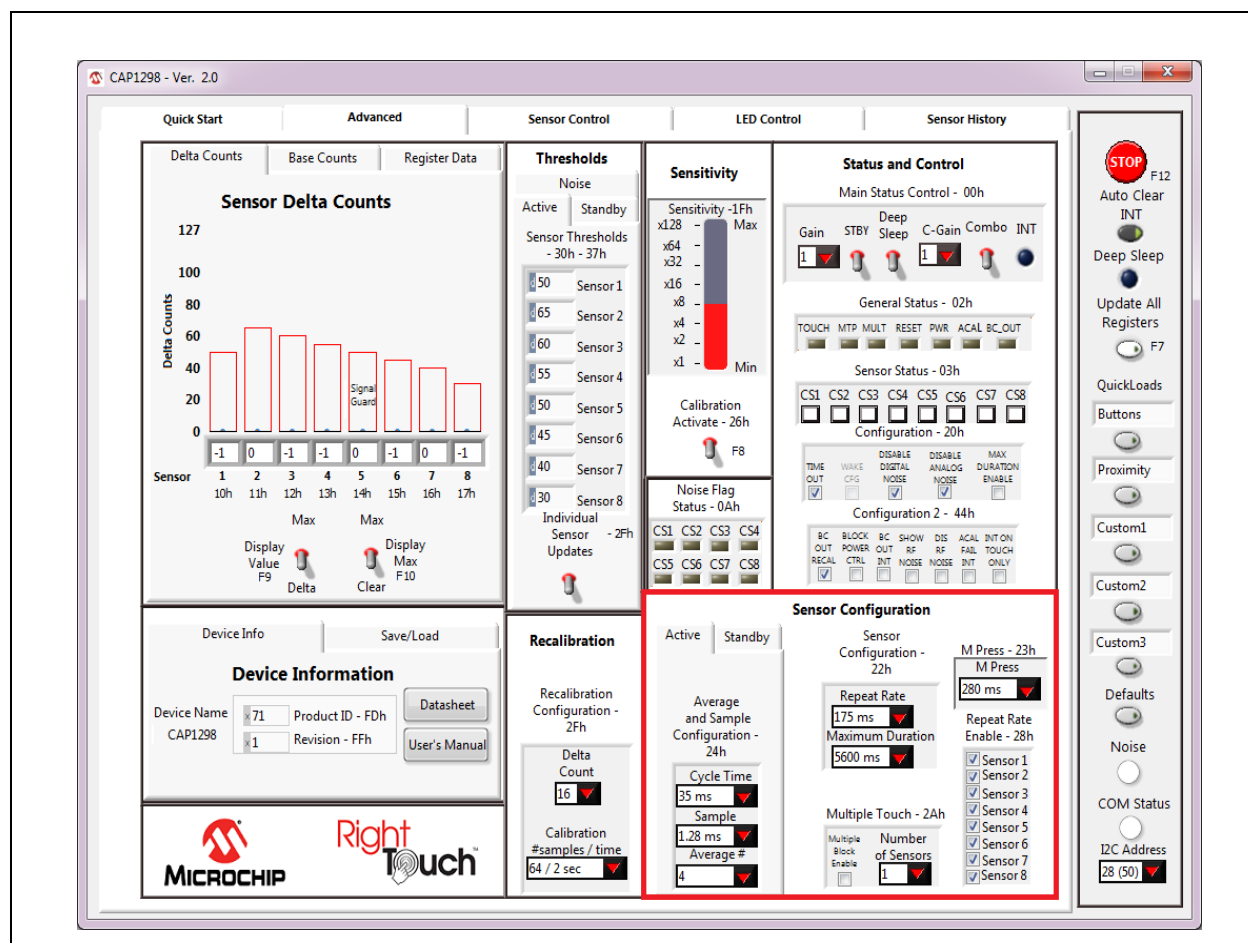 CAP1298 - Ver. 2.0
Quick Start
Advanced
Sensor Control
LED Control
Sensor History
Delta Counts
Base Counts
Register Data
Sensor Delta Counts
Delta Counts
127
100
80
60
40
20
0
Signal
Guard
-1 0 -1 -1 0 -1 0 -1
Sensor 1 2 3 4 5 6 7 8
10h 11h 12h 13h 14h 15h 16h 17h
Max
Display
Value
F9
Delta
Max
Display
Max
F10
Clear
Thresholds
Noise
Active
Standby
Sensor Thresholds
- 30h - 37h
50 Sensor 1
65 Sensor 2
60 Sensor 3
55 Sensor 4
50 Sensor 5
45 Sensor 6
40 Sensor 7
30 Sensor 8
Individual
Sensor - 2Fh
Updates
Sensitivity
Sensitivity -1Fh
x128 - Max
x64 -
x32 -
x16 -
x8 -
x4 -
x2 -
x1 - Min
Calibration
Activate - 26h
F8
Noise Flag
Status - 0Ah
CS1 CS2 CS3 CS4
CS5 CS6 CS7 CS8
Status and Control
Main Status Control - 00h
Gain
1
STBY
Deep
Sleep
C-Gain
1
Combo
INT
General Status - 02h
TOUCH MTP MULT RESET PWR ACAL BC_OUT
Sensor Status - 03h
CS1 CS2 CS3 CS4 CS5 CS6 CS7 CS8
Configuration - 20h
TIME
OUT
WAKE
CFG
DISABLE
DIGITAL
NOISE
DISABLE
ANALOG
NOISE
MAX
DURATION
ENABLE
Configuration 2 - 44h
BC
OUT
RECAL
BLOCK
POWER
CTRL
BC
OUT
INT
SHOW
RF
NOISE
DIS
RF
NOISE
ACAL
FAIL
INT
INT ON
TOUCH
ONLY
Device Info
Save/Load
Device Information
Device Name
CAP1298
x 71 Product ID - FDh
x 1 Revision - FFh
Datasheet
User's Manual
MICROCHIP
Right
Touch™
Recalibration
Recalibration
Configuration -
2Fh
Delta
Count
16
Calibration
#samples / time
64 / 2 sec
Sensor Configuration
Active
Standby
Average
and Sample
Configuration -
24h
Cycle Time
35 ms
Sample
1.28 ms
Average #
4
Sensor
Configuration -
22h
Repeat Rate
175 ms
Maximum Duration
5600 ms
Multiple Touch - 2Ah
Multiple
Block
Enable
Number
of Sensors
1
M Press - 23h
M Press
280 ms
Repeat Rate
Enable - 28h
Sensor 1
Sensor 2
Sensor 3
Sensor 4
Sensor 5
Sensor 6
Sensor 7
Sensor 8
STOP
F12
Auto Clear
INT
Deep Sleep
Update All
Registers
F7
QuickLoads
Buttons
Proximity
Custom1
Custom2
Custom3
Defaults
Noise
COM Status
I2C Address
28 (50)